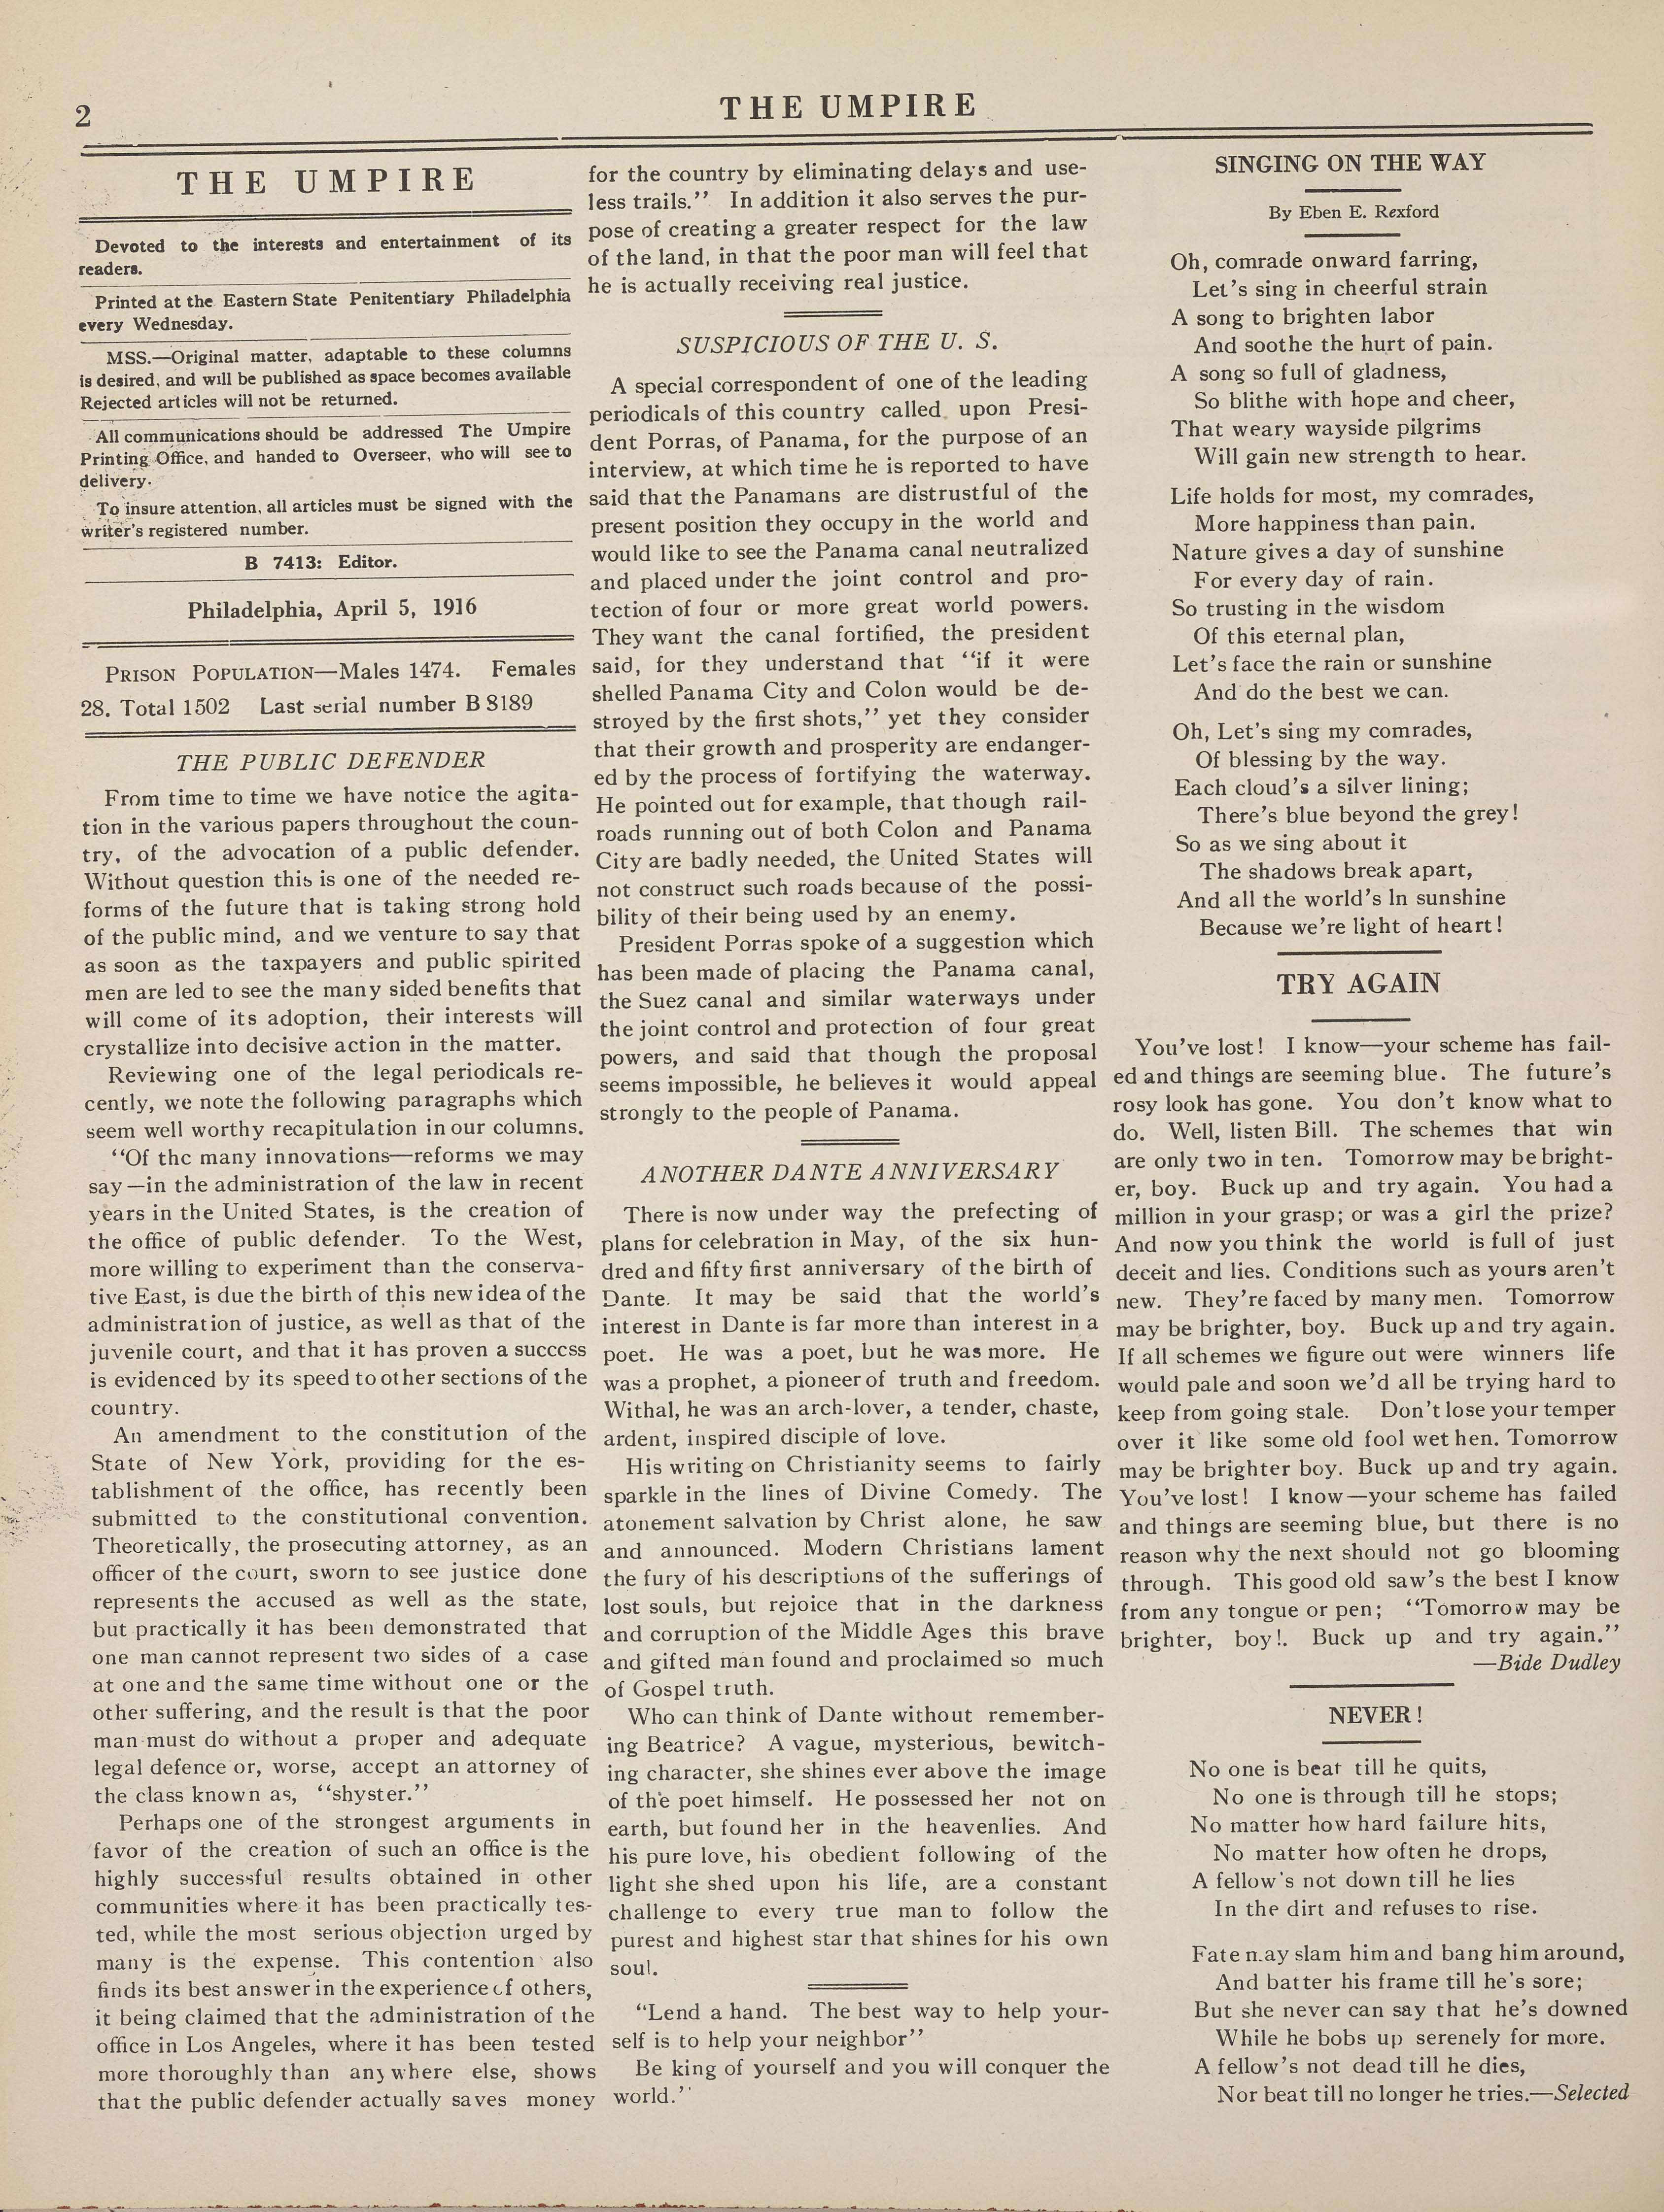 2
THE UMPIRE
THE UMPIRE
Devoted to the interests and entertainment of its
readers.
Printed at the Eastern State Penitentiary Philadelphia
every Wednesday.
MSS.—Original matter, adaptable to these columns
is desired, and will be published as space becomes available
Rejected articles will not be returned.
All communications should be addressed The Umpire
Printing Office, and handed to Overseer, who will see to
delivery.
To insure attention, all articles must be signed with the
writer's registered number.
B 7413: Editor.
Philadelphia, April 5, 1916
PRISON POPULATION—Males 1474. Females
28. Total 1502 Last serial number B 8189
THE PUBLIC DEFENDER
From time to time we have notice the agita-
tion in the various papers throughout the coun-
try, of the advocation of a public defender.
Without question this is one of the needed re-
forms of the future that is taking strong hold
of the public mind, and we venture to say that
as soon as the taxpayers and public spirited
men are led to see the many sided benefits that
will come of its adoption, their interests will
crystallize into decisive action in the matter.
Reviewing one of the legal periodicals re-
cently, we note the following paragraphs which
seem well worthy recapitulation in our columns.
"Of thc many innovations—reforms we may
say—in the administration of the law in recent
years in the United States, is the creation of
the office of public defender. To the West,
more willing to experiment than the conserva-
tive East, is due the birth of this new idea of the
administration of justice, as well as that of the
juvenile court, and that it has proven a succcss
is evidenced by its speed to other sections of the
country.
An amendment to the constitution of the
State of New York, providing for the es-
tablishment of the office, has recently been
submitted to the constitutional convention.
Theoretically, the prosecuting attorney, as an
officer of the court, sworn to see justice done
represents the accused as well as the state,
but practically it has been demonstrated that
one man cannot represent two sides of a case
at one and the same time without one or the
other suffering, and the result is that the poor
man must do without a proper and adequate
legal defence or, worse, accept an attorney of
the class known as, "shyster."
Perhaps one of the strongest arguments in
favor of the creation of such an office is the
highly successful results obtained in other
communities where it has been practically tes-
ted, while the most serious objection urged by
many is the expense. This contention also
finds its best answer in the experience of others,
it being claimed that the administration of the
office in Los Angeles, where it has been tested
more thoroughly than anywhere else, shows
that the public defender actually saves money
for the country by eliminating delays and use-
less trails." In addition it also serves the pur-
pose of creating a greater respect for the law
of the land, in that the poor man will feel that
he is actually receiving real justice.
SUSPICIOUS OF THE U. S.
A special correspondent of one of the leading
periodicals of this country called upon Presi-
dent Porras, of Panama, for the purpose of an
interview, at which time he is reported to have
said that the Panamans are distrustful of the
present position they occupy in the world and
would like to see the Panama canal neutralized
and placed under the joint control and pro-
tection of four or more great world powers.
They want the canal fortified, the president
said, for they understand that "if it were
shelled Panama City and Colon would be de-
stroyed by the first shots," yet they consider
that their growth and prosperity are endanger-
ed by the process of fortifying the waterway.
He pointed out for example, that though rail-
roads running out of both Colon and Panama
City are badly needed, the United States will
not construct such roads because of the possi-
bility of their being used by an enemy.
President Porras spoke of a suggestion which
has been made of placing the Panama canal,
the Suez canal and similar waterways under
the joint control and protection of four great
powers, and said that though the proposal
seems impossible, he believes it would appeal
strongly to the people of Panama.
ANOTHER DANTE ANNIVERSARY
There is now under way the prefecting of
plans for celebration in May, of the six hun-
dred and fifty first anniversary of the birth of
Dante. It may be said that the world's
interest in Dante is far more than interest in a
poet. He was a poet, but he was more. He
was a prophet, a pioneer of truth and freedom.
Withal, he was an arch-lover, a tender, chaste,
ardent, inspired disciple of love.
His writing on Christianity seems to fairly
sparkle in the lines of Divine Comedy. The
atonement salvation by Christ alone, he saw
and announced. Modern Christians lament
the fury of his descriptions of the sufferings of
lost souls, but rejoice that in the darkness
and corruption of the Middle Ages this brave
and gifted man found and proclaimed so much
of Gospel truth.
Who can think of Dante without remember-
ing Beatrice? A vague, mysterious, bewitch-
ing character, she shines ever above the image
of the poet himself. He possessed her not on
earth, but found her in the heavenlies. And
his pure love, his obedient following of the
light she shed upon his life, are a constant
challenge to every true man to follow the
purest and highest star that shines for his own
soul.
"Lend a hand. The best way to help your-
self is to help your neighbor"
Be king of yourself and you will conquer the
world."
SINGING ON THE WAY
By Eben E. Rexford
Oh, comrade onward farring,
Let's sing in cheerful strain
A song to brighten labor
And soothe the hurt of pain.
A song so full of gladness,
So blithe with hope and cheer,
That weary wayside pilgrims
Will gain new strength to hear.
Life holds for most, my comrades,
More happiness than pain.
Nature gives a day of sunshine
For every day of rain.
So trusting in the wisdom
Of this eternal plan,
Let's face the rain or sunshine
And do the best we can.
Oh, Let's sing my comrades,
Of blessing by the way.
Each cloud's a silver lining;
There's blue beyond the grey!
So as we sing about it
The shadows break apart,
And all the world's In sunshine
Because we're light of heart!
TRY AGAIN
You've lost! I know—your scheme has fail-
ed and things are seeming blue. The future's
rosy look has gone. You don't know what to
do. Well, listen Bill. The schemes that win
are only two in ten. Tomorrow may be bright-
er, boy. Buck up and try again. You had a
million in your grasp; or was a girl the prize?
And now you think the world is full of just
deceit and lies. Conditions such as yours aren't
new. They're faced by many men. Tomorrow
may be brighter, boy. Buck up and try again.
If all schemes we figure out were winners life
would pale and soon we'd all be trying hard to
keep from going stale. Don't lose your temper
over it like some old fool wet hen. Tomorrow
may be brighter boy. Buck up and try again.
You've lost! I know—your scheme has failed
and things are seeming blue, but there is no
reason why the next should not go blooming
through. This good old saw's the best I know
from any tongue or pen; "Tomorrow may be
brighter, boy!. Buck up and try again."
—Bide Dudley
NEVER!
No one is beat till he quits,
No one is through till he stops;
No matter how hard failure hits,
No matter how often he drops,
A fellow's not down till he lies
In the dirt and refuses to rise.
Fate may slam him and bang him around,
And batter his frame till he's sore;
But she never can say that he's downed
While he bobs up serenely for more.
A fellow's not dead till he dies,
Nor beat till no longer he tries.—Selected